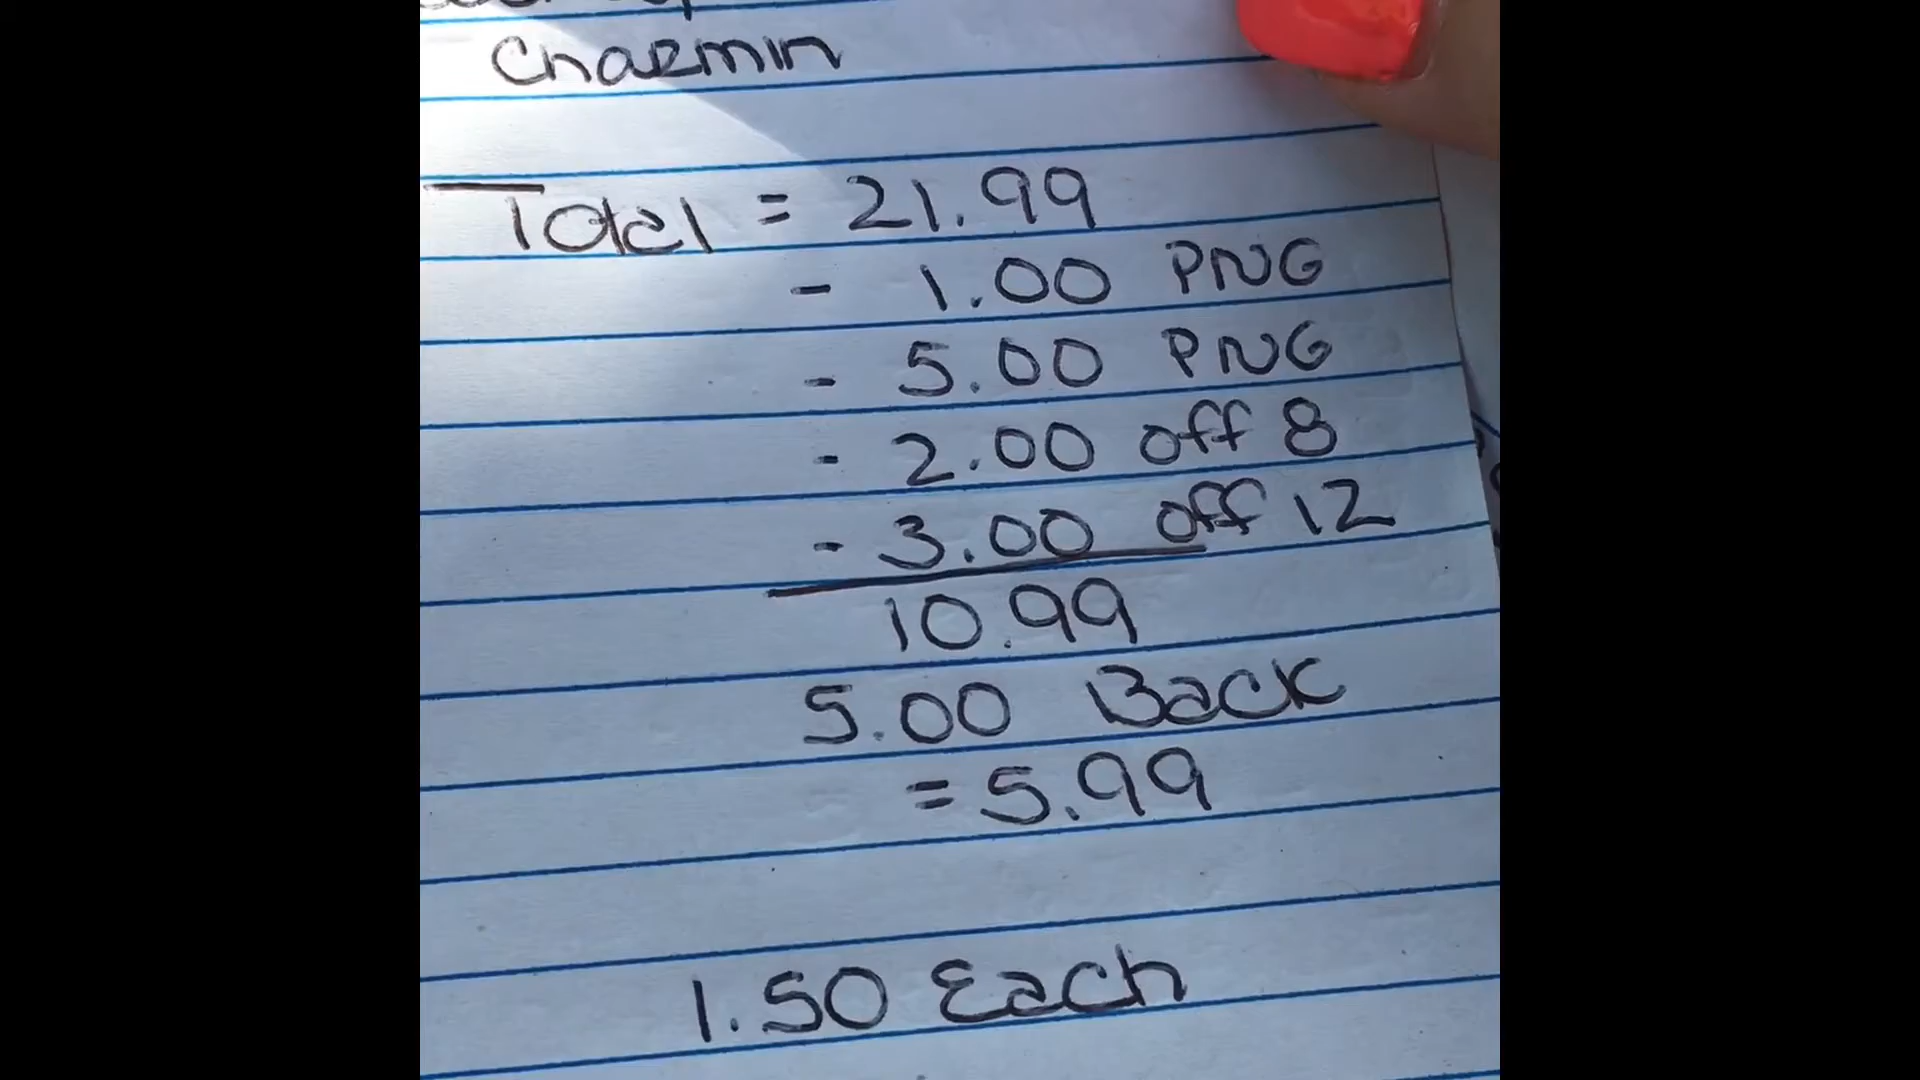 Charmin
Total = 21.99
- 1.00 PNG
- 5.00 PNG
- 2.00 off 8
- 3.00 off 12
10.99
5.00 Back
= 5.99
1.50 Each